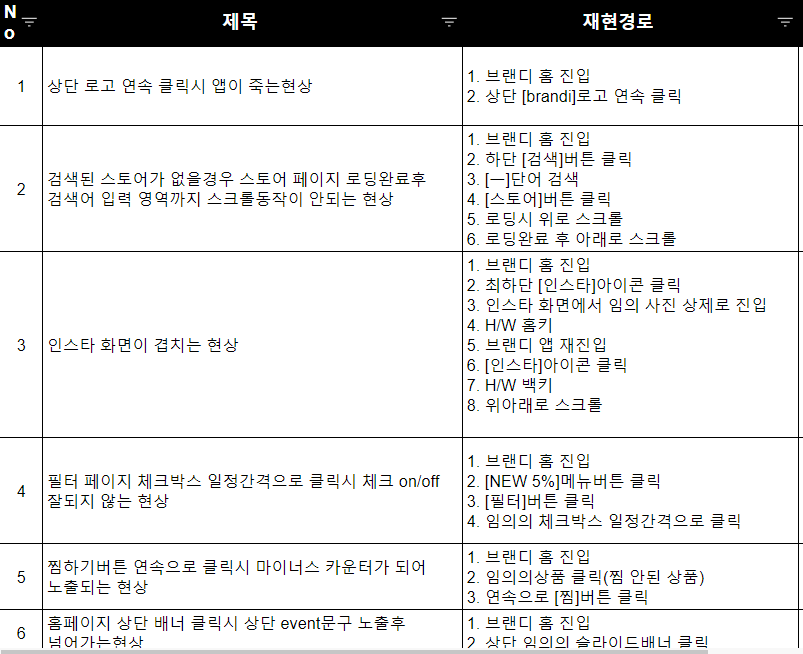 No 제목 재현경로
1 상단 로고 연속 클릭시 앱이 죽는현상
1. 브랜디 홈 진입
2. 상단 [brandi]로고 연속 클릭
2 검색된 스토어가 없을경우 스토어 페이지 로딩완료후
검색어 입력 영역까지 스크롤동작이 안되는 현상
1. 브랜디 홈 진입
2. 하단 [검색]버튼 클릭
3. [ㅡ]단어 검색
4. [스토어]버튼 클릭
5. 로딩시 위로 스크롤
6. 로딩완료 후 아래로 스크롤
3 인스타 화면이 겹치는 현상
1. 브랜디 홈 진입
2. 최하단 [인스타]아이콘 클릭
3. 인스타 화면에서 임의 사진 상제로 진입
4. H/W 홈키
5. 브랜디 앱 재진입
6. [인스타]아이콘 클릭
7. H/W 백키
8. 위아래로 스크롤
4 필터 페이지 체크박스 일정간격으로 클릭시 체크 on/off
잘되지 않는 현상
1. 브랜디 홈 진입
2. [NEW 5%]메뉴버튼 클릭
3. [필터]버튼 클릭
4. 임의의 체크박스 일정간격으로 클릭
5 찜하기버튼 연속으로 클릭시 마이너스 카운터가 되어
노출되는 현상
1. 브랜디 홈 진입
2. 임의의상품 클릭(찜 안된 상품)
3. 연속으로 [찜]버튼 클릭
6 홈페이지 상단 배너 클릭시 상단 event문구 노출후
넘어가는현상
1. 브랜디 홈 진입
2. 상단 임의의 슬라이드배너 클릭